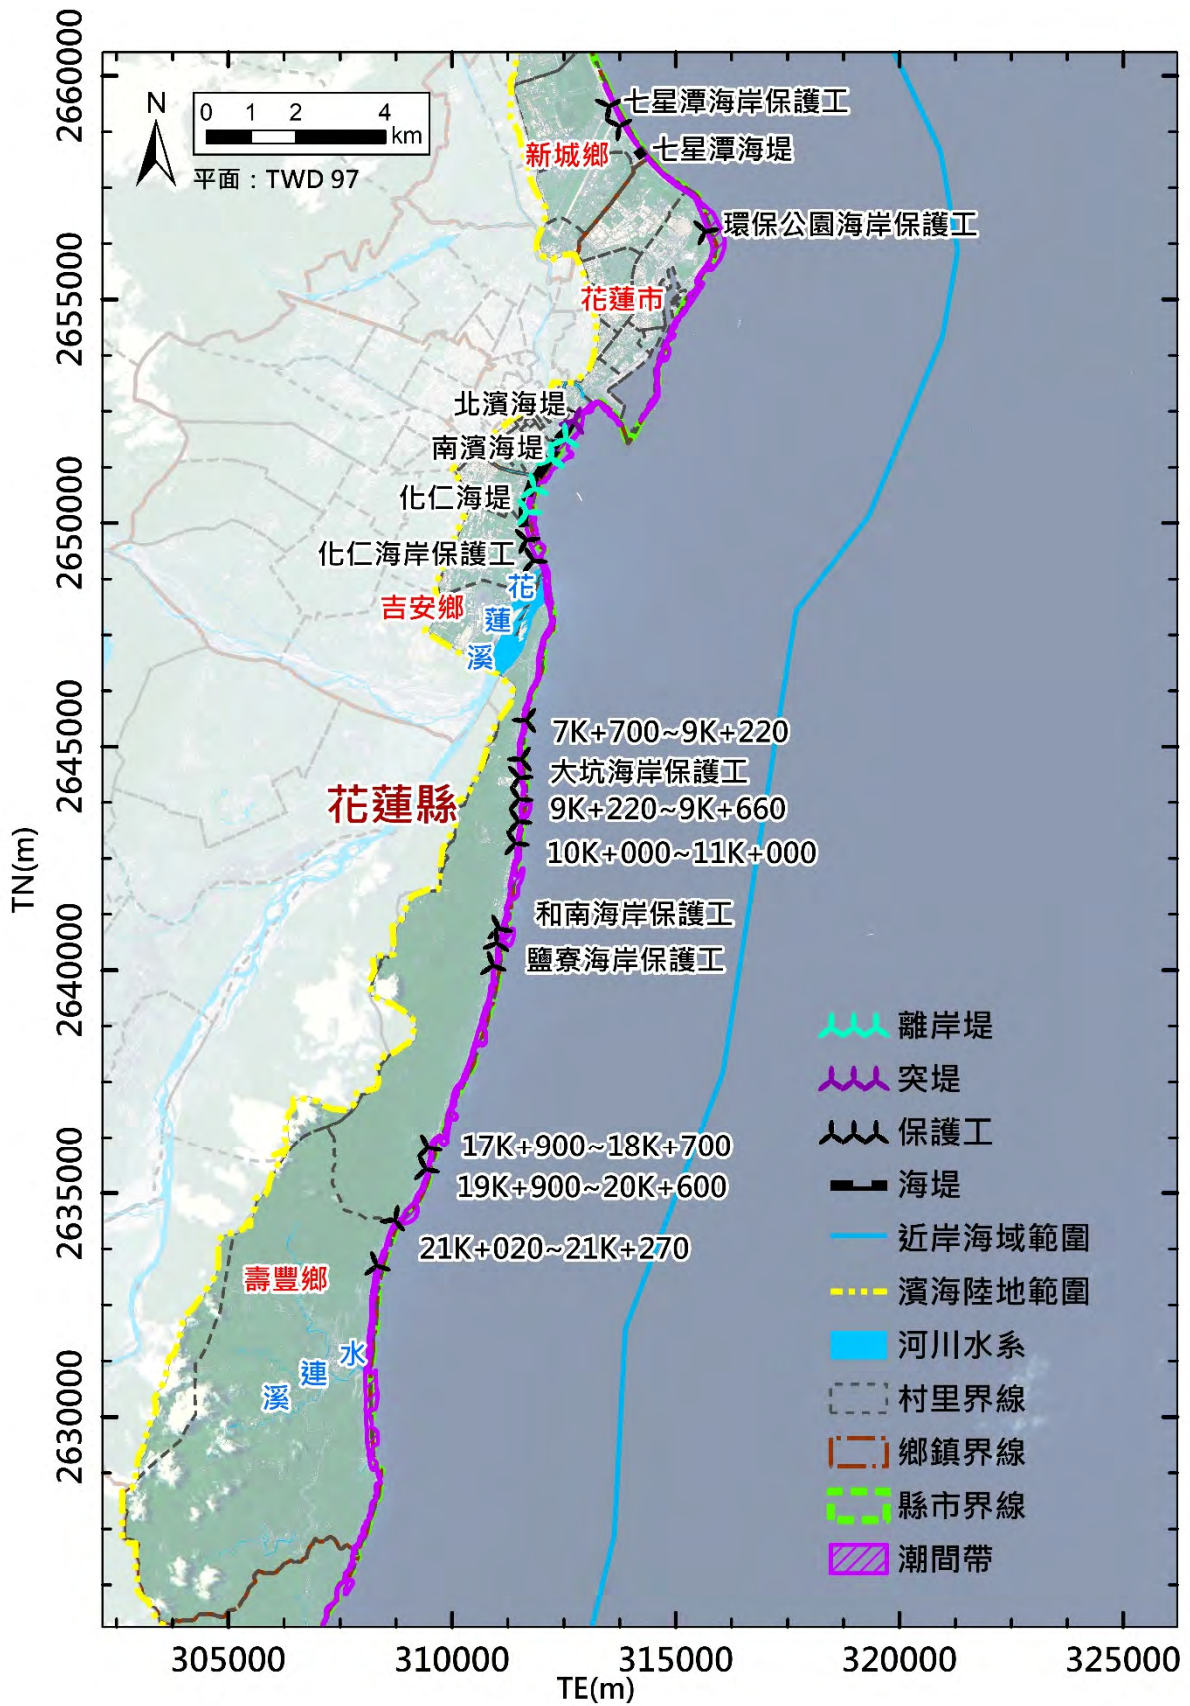 N
0 1 2 4
km
平面：TWD 97
七星潭海岸保護工
新城鄉
七星潭海堤
環保公園海岸保護工
花蓮市
北濱海堤
南濱海堤
化仁海堤
化仁海岸保護工
吉安鄉
花蓮溪
7K+700~9K+220
大坑海岸保護工
花蓮縣
9K+220~9K+660
10K+000~11K+000
和南海岸保護工
鹽寮海岸保護工
17K+900~18K+700
19K+900~20K+600
21K+020~21K+270
壽豐鄉
水連溪
離岸堤
突堤
保護工
海堤
近岸海域範圍
濱海陸地範圍
河川水系
村里界線
鄉鎮界線
縣市界線
潮間帶
TN(m)
2660000
2655000
2650000
2645000
2640000
2635000
2630000
305000 310000 315000 320000 325000
TE(m)